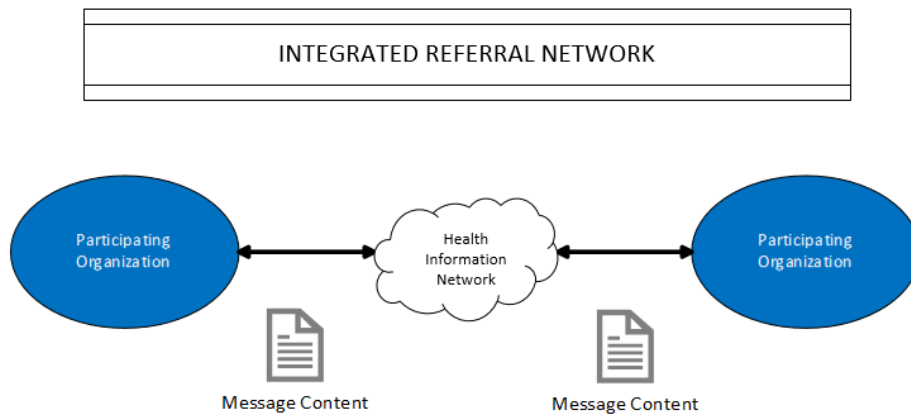 INTEGRATED REFERRAL NETWORK
Participating
Organization
Health
Information
Network
Participating
Organization
Message Content
Message Content